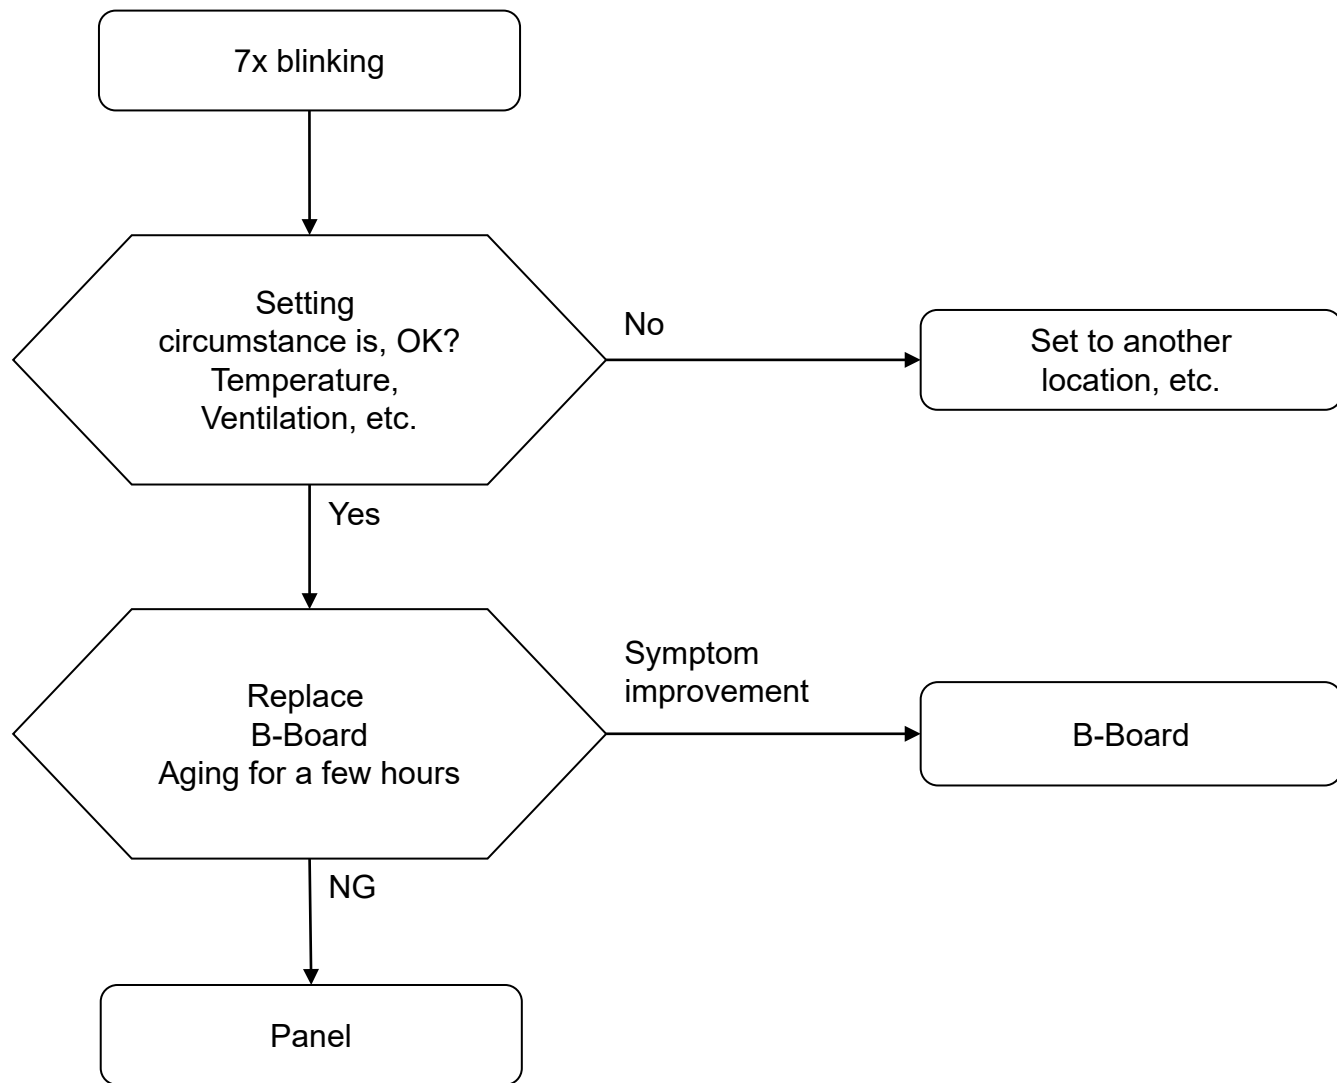 7x blinking
Setting
circumstance is, OK?
Temperature,
Ventilation, etc.
No
Set to another
location, etc.
Yes
Replace
B-Board
Aging for a few hours
Symptom
improvement
B-Board
NG
Panel